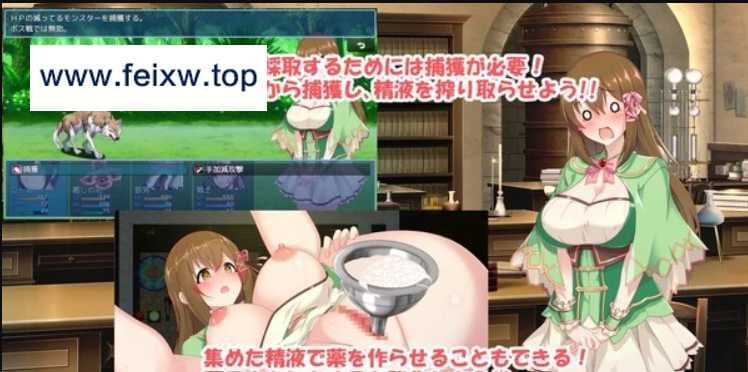 HPの減ってるモンスターを捕獲する。
ボス戦では無効。
www.feixw.top
採取するためには捕獲が必要!
から捕獲し、精液を搾り取らせよう!!
捕獲
手加減攻撃
集めた精液で薬を作らせることもできる!